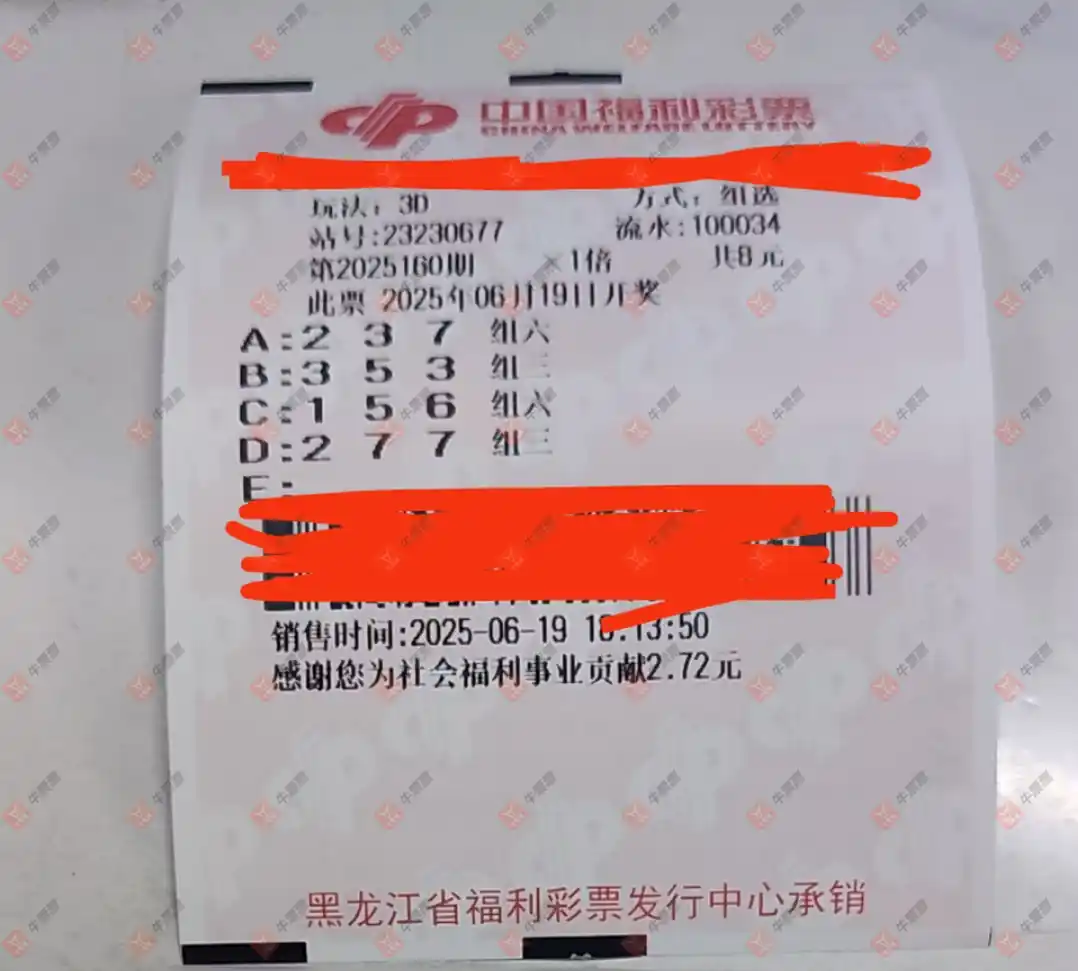 中国福利彩票
CHINA WELFARE LOTTERY
玩法：3D 方式：组选
站号:23230677 流水:100034
第2025160期 ×1倍 共8元
此票 2025年06月19日开奖
A:2 3 7 组六
B:3 5 3 组三
C:1 5 6 组六
D:2 7 7 组三
E:
销售时间:2025-06-19 :13:50
感谢您为社会福利事业贡献2.72元
黑龙江省福利彩票发行中心承销
牛票票